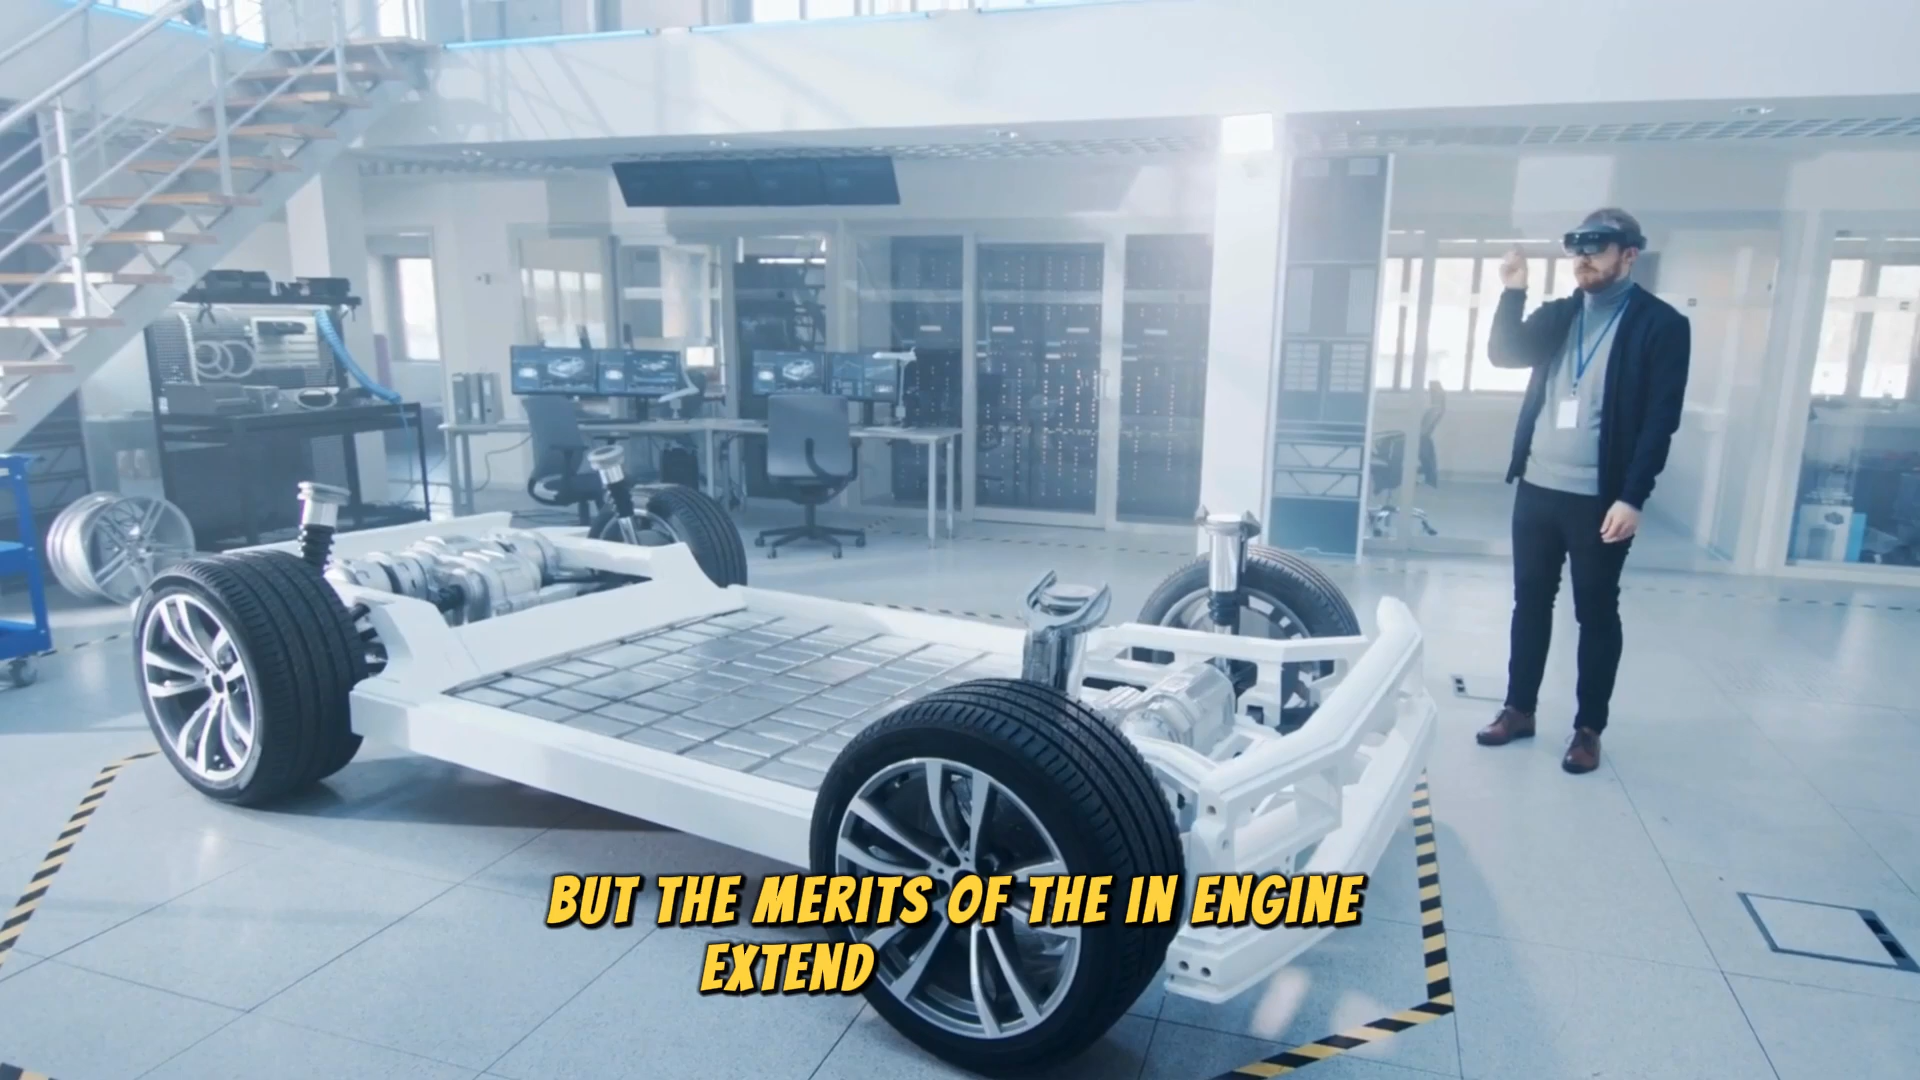 BUT THE MERITS OF THE IN ENGINE
EXTEND